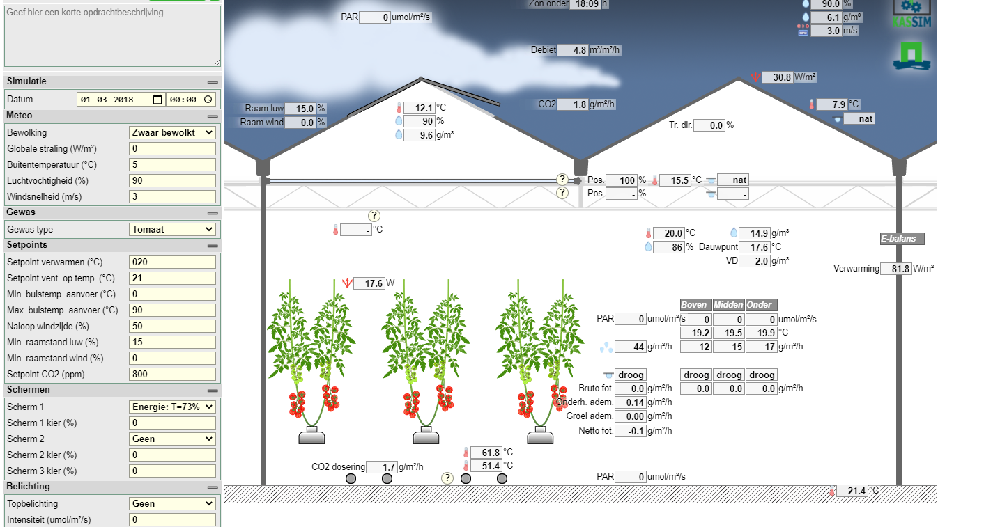 Zon onder 18:09 h
90.0 %
Geef hier een korte opdrachtbeschrijving...
PAR 0 umol/m²/s
6.1 g/m³
KASSIM
3.0 m/s
Debiet 4.8 m³/m²/h
30.8 W/m²
Simulatie
Datum 01-03-2018 00:00
Raam luw 15.0 %
Raam wind 0.0 %
12.1 °C
90 %
9.6 g/m³
CO2 1.8 g/m²/h
7.9 °C
nat
Tr. dir. 0.0 %
Meteo
Bewolking Zwaar bewolkt
Globale straling (W/m²) 0
Buitentemperatuur (°C) 5
Luchtvochtigheid (%) 90
Windsnelheid (m/s) 3
? Pos. 100 % 15.5 °C nat
? Pos. - % -
Gewas
Gewas type Tomaat
?
- °C
20.0 °C 14.9 g/m³
86 % Dauwpunt 17.6 °C
VD 2.0 g/m³
E-balans
Verwarming 81.8 W/m²
Setpoints
Setpoint verwarmen (°C) 020
Setpoint vent. op temp. (°C) 21
Min. buistemp. aanvoer (°C) 0
Max. buistemp. aanvoer (°C) 90
Naloop windzijde (%) 50
Min. raamstand luw (%) 15
Min. raamstand wind (%) 0
Setpoint CO2 (ppm) 800
-17.6 W
Boven Midden Onder
PAR 0 umol/m²/s 0 0 0 umol/m²/s
19.2 19.5 19.9 °C
44 g/m²/h 12 15 17 g/m²/h
droog droog droog droog
Bruto fot. 0.0 g/m²/h 0.0 0.0 0.0 g/m²/h
Onderh. adem. 0.14 g/m²/h
Groei adem. 0.00 g/m²/h
Netto fot. -0.1 g/m²/h
Schermen
Scherm 1 Energie: T=73%
Scherm 1 kier (%) 0
Scherm 2 Geen
Scherm 2 kier (%) 0
Scherm 3 kier (%) 0
61.8 °C
CO2 dosering 1.7 g/m²/h 51.4 °C
?
PAR 0 umol/m²/s
21.4 °C
Belichting
Topbelichting Geen
Intensiteit (umol/m²/s) 0